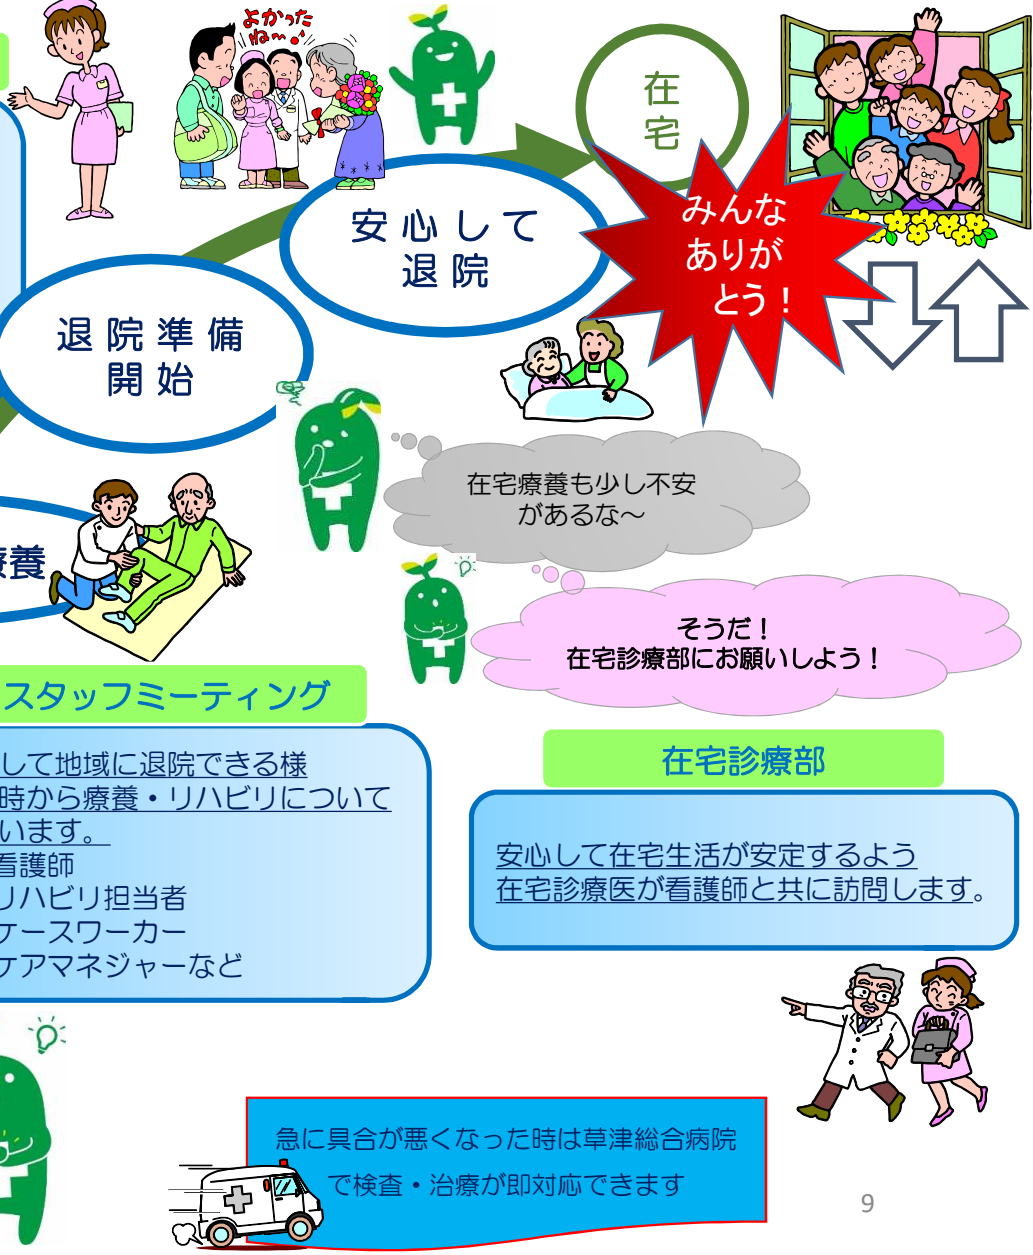 よかった
ね～♪
在
宅
みんな
ありが
とう！
安心して
退院
退院準備
開始
在宅療養も少し不安
があるな～
養
そうだ！
在宅診療部にお願いしよう！
スタッフミーティング
して地域に退院できる様
時から療養・リハビリについて
います。
看護師
リハビリ担当者
ケースワーカー
ケアマネジャーなど
在宅診療部
安心して在宅生活が安定するよう
在宅診療医が看護師と共に訪問します。
急に具合が悪くなった時は草津総合病院
で検査・治療が即対応できます
9